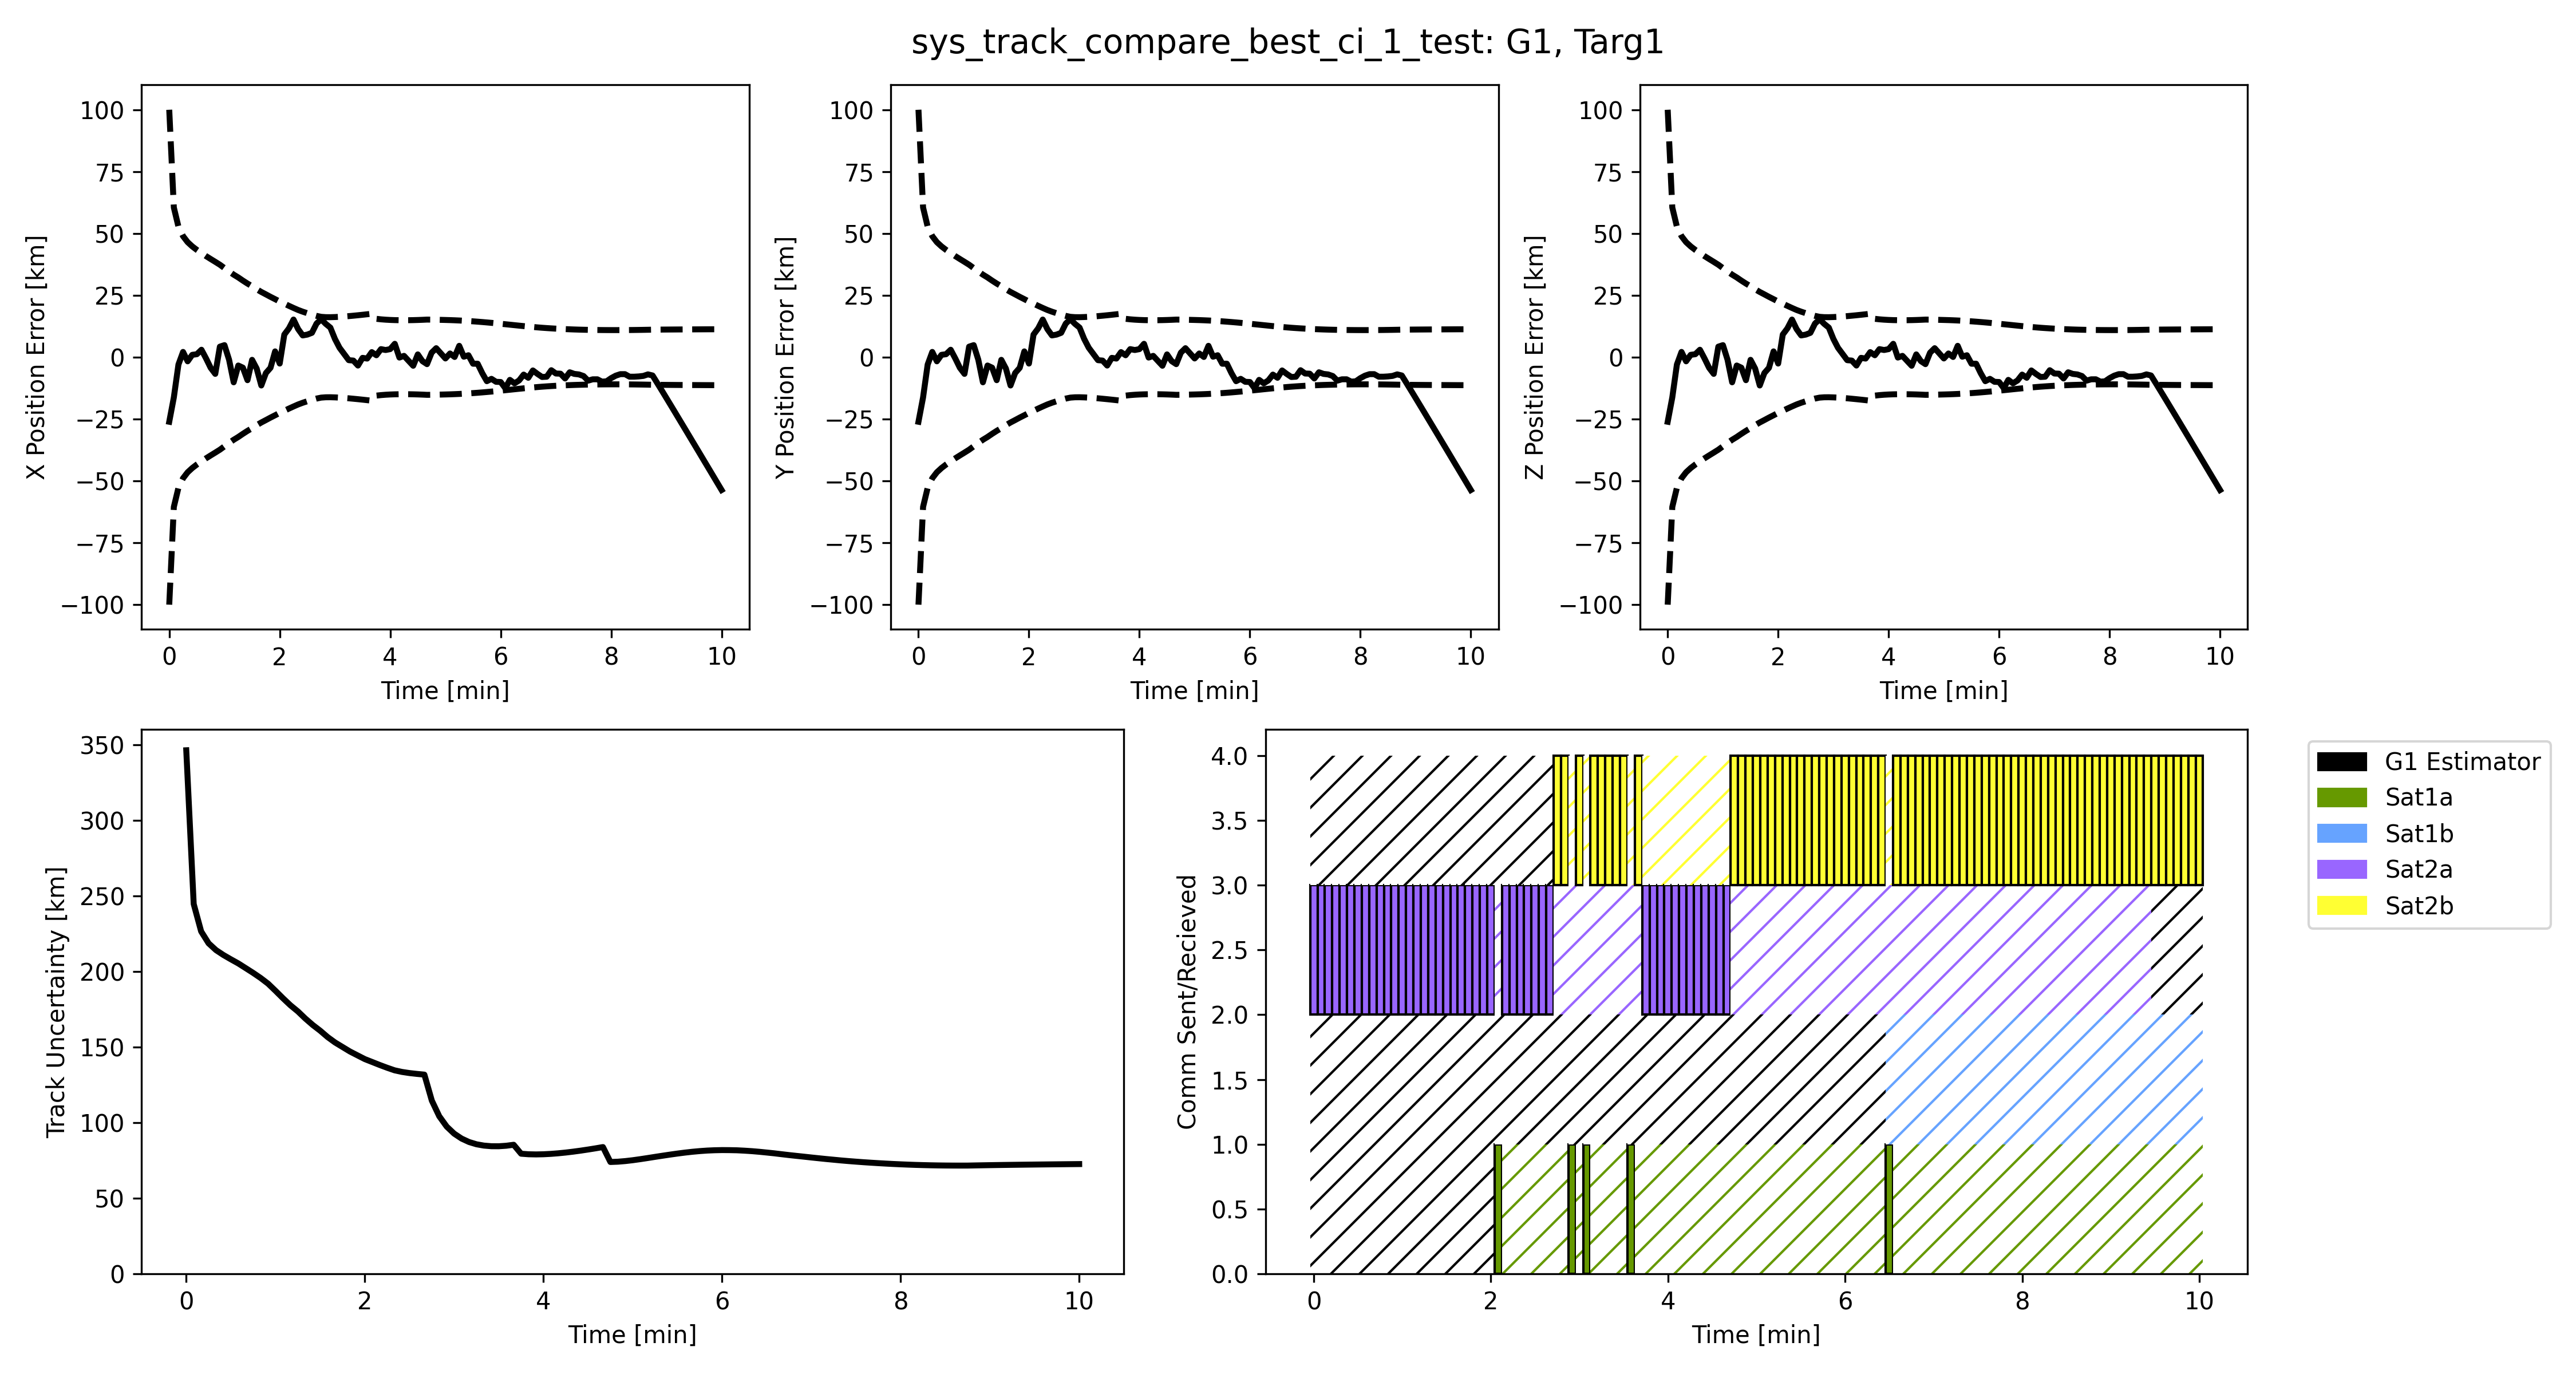 sys_track_compare_best_ci_1_test: G1, Targ1
X Position Error [km]
100
75
50
25
0
−25
−50
−75
−100
0 2 4 6 8 10
Time [min]
Y Position Error [km]
100
75
50
25
0
−25
−50
−75
−100
0 2 4 6 8 10
Time [min]
Z Position Error [km]
100
75
50
25
0
−25
−50
−75
−100
0 2 4 6 8 10
Time [min]
Track Uncertainty [km]
350
300
250
200
150
100
50
0
0 2 4 6 8 10
Time [min]
Comm Sent/Recieved
4.0
3.5
3.0
2.5
2.0
1.5
1.0
0.5
0.0
0 2 4 6 8 10
Time [min]
G1 Estimator
Sat1a
Sat1b
Sat2a
Sat2b